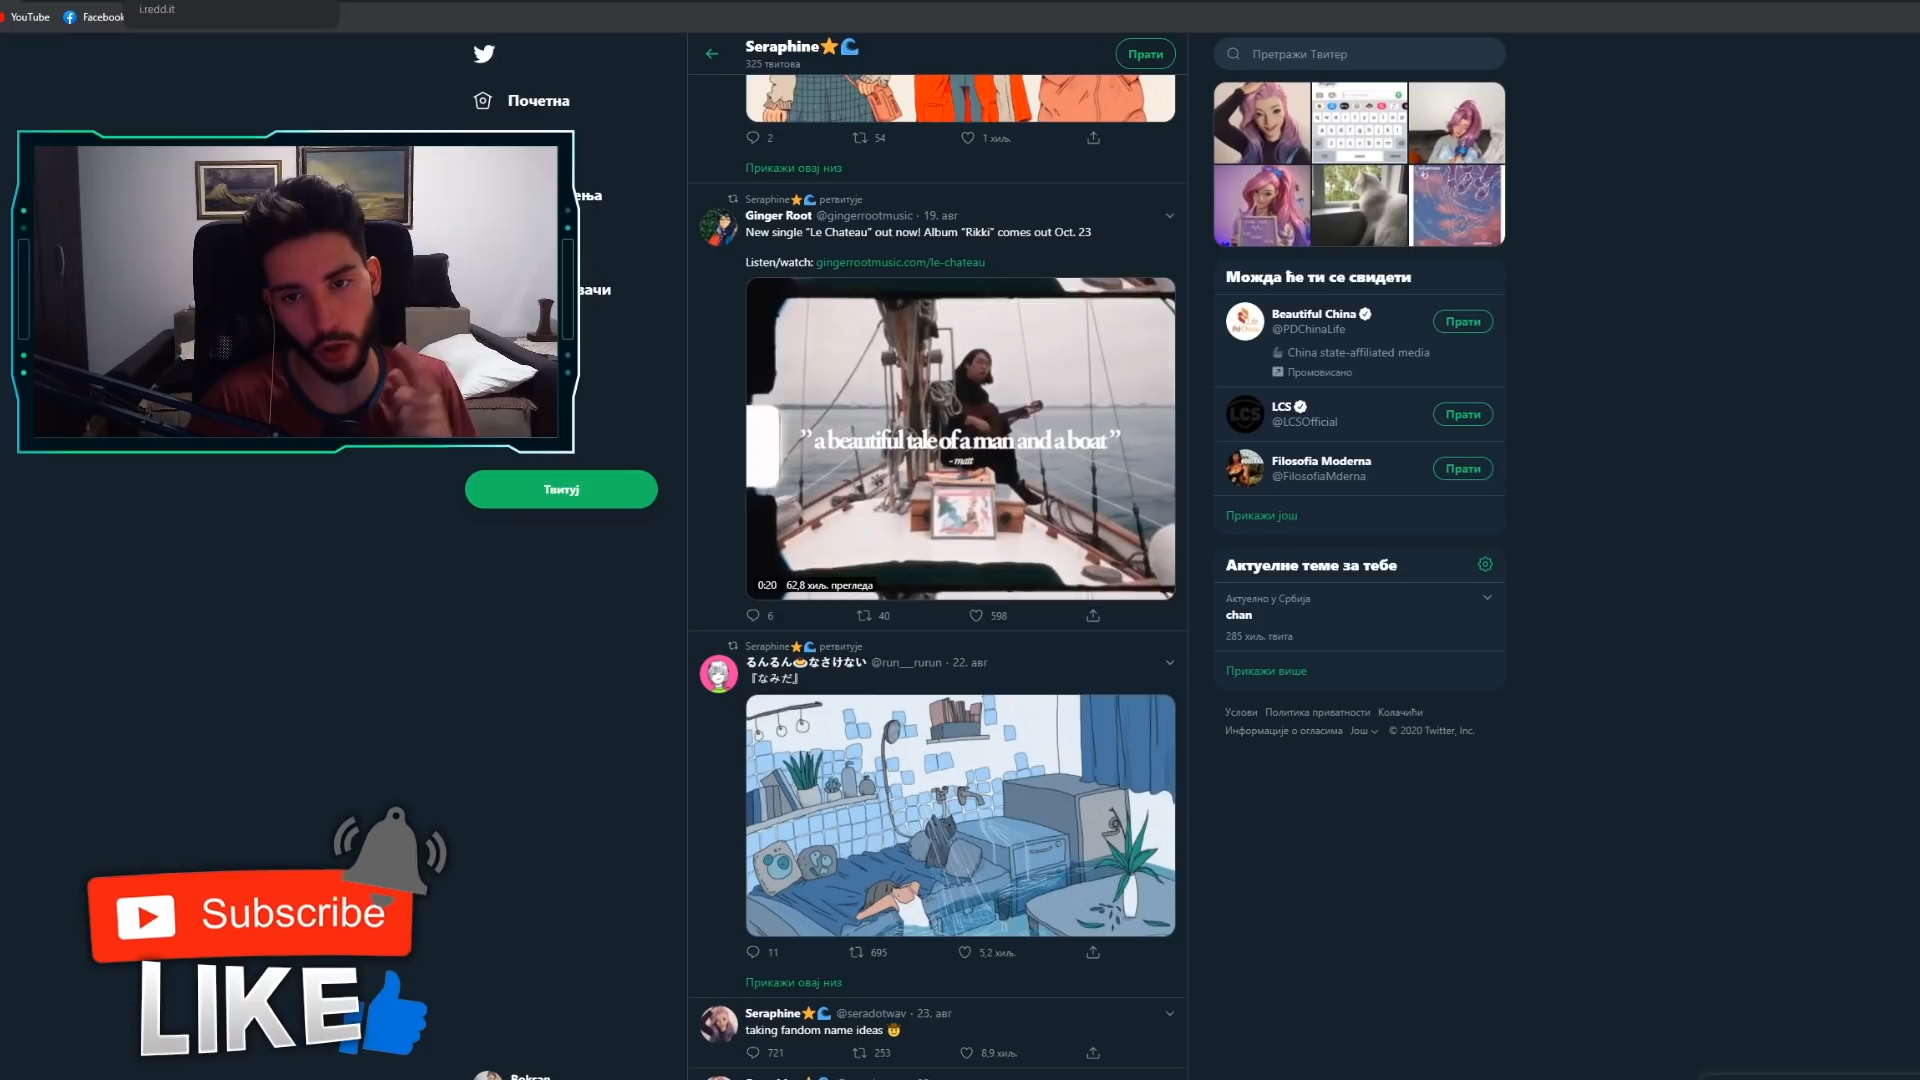 YouTube
Facebook
i.redd.it
Почетна
ења
вачи
Твитуј
Seraphine⭐🌊
325 твитова
Прати
2
54
1 хиљ.
Прикажи овај низ
Seraphine⭐🌊 ретвитује
Ginger Root @gingerrootmusic · 19. авг
New single “Le Chateau” out now! Album “Rikki” comes out Oct. 23
Listen/watch: gingerrootmusic.com/le-chateau
”a beautiful tale of a man and a boat”
- matt
0:20 62,8 хиљ. прегледа
6
40
598
Seraphine⭐🌊 ретвитује
るんるん🍮なさけない @run__rurun · 22. авг
『なみだ』
11
695
5,2 хиљ.
Прикажи овај низ
Seraphine⭐🌊 @seradotwav · 23. авг
taking fandom name ideas 🤠
721
253
8,9 хиљ.
Претражи Твитер
Можда ће ти се свидети
Beautiful China
@PDChinaLife
Прати
China state-affiliated media
Промовисано
LCS
LCS
@LCSOfficial
Прати
Filosofia Moderna
@FilosofiaMderna
Прати
Прикажи још
Актуелне теме за тебе
Актуелно у Србија
chan
285 хиљ. твита
Прикажи више
Услови Политика приватности Колачићи
Информације о огласима Још © 2020 Twitter, Inc.
Subscribe
LIKE
Bokran